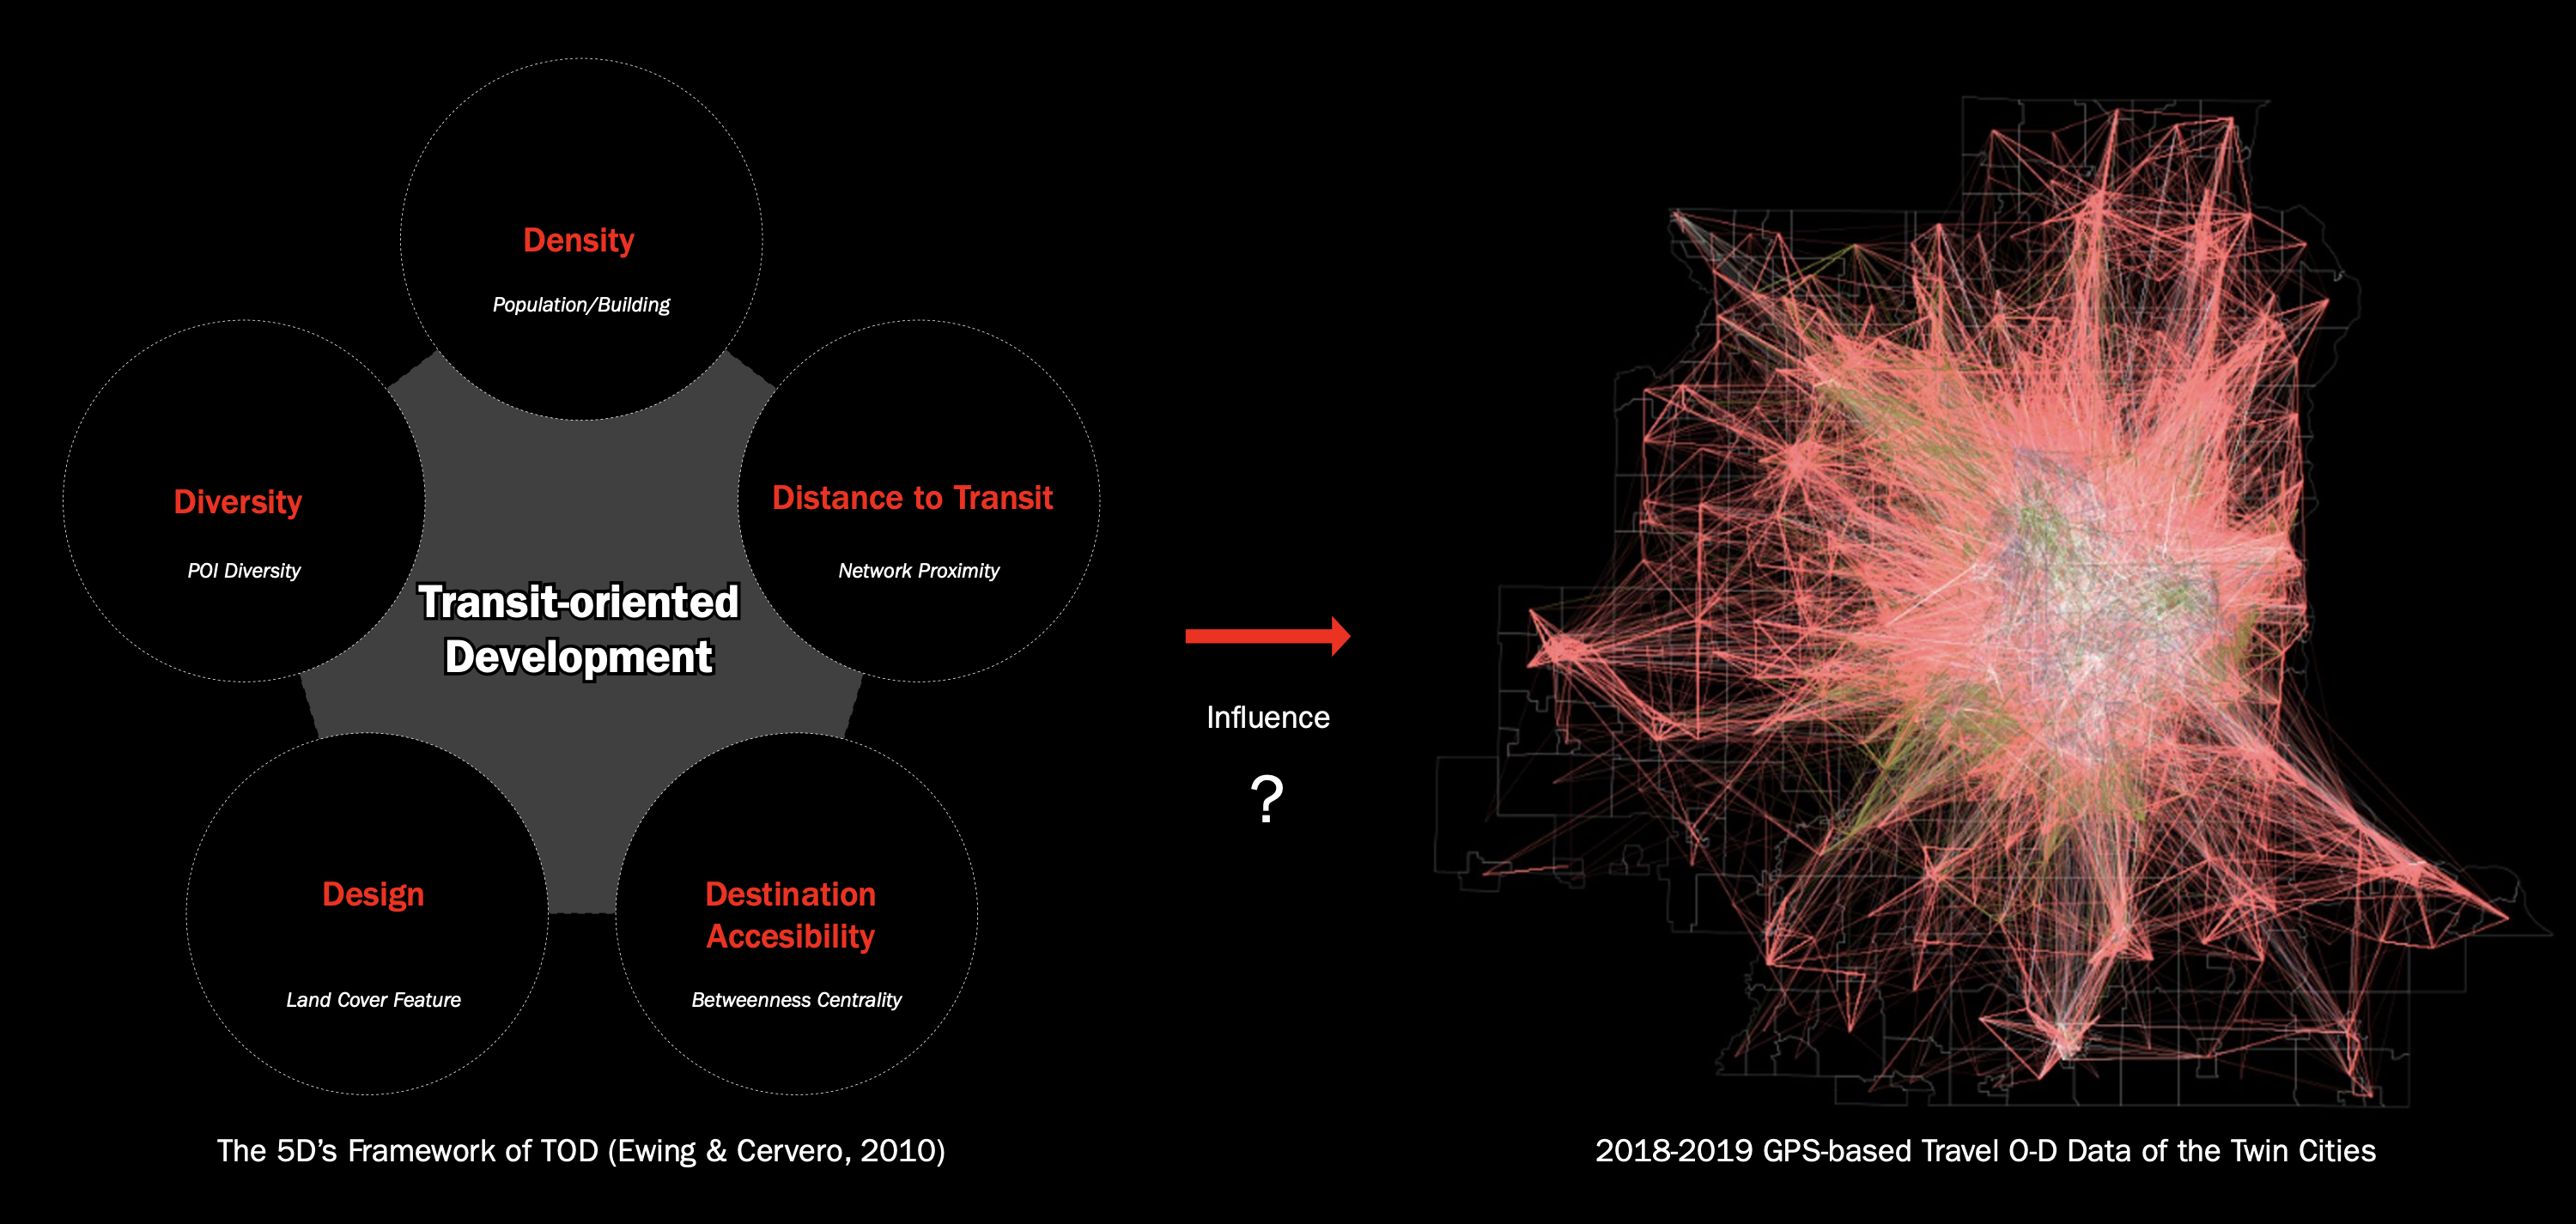 Density
Population/Building
Diversity
POI Diversity
Distance to Transit
Network Proximity
Transit-oriented
Development
Design
Land Cover Feature
Destination
Accesibility
Betweenness Centrality
The 5D’s Framework of TOD (Ewing & Cervero, 2010)
Influence
?
2018-2019 GPS-based Travel O-D Data of the Twin Cities